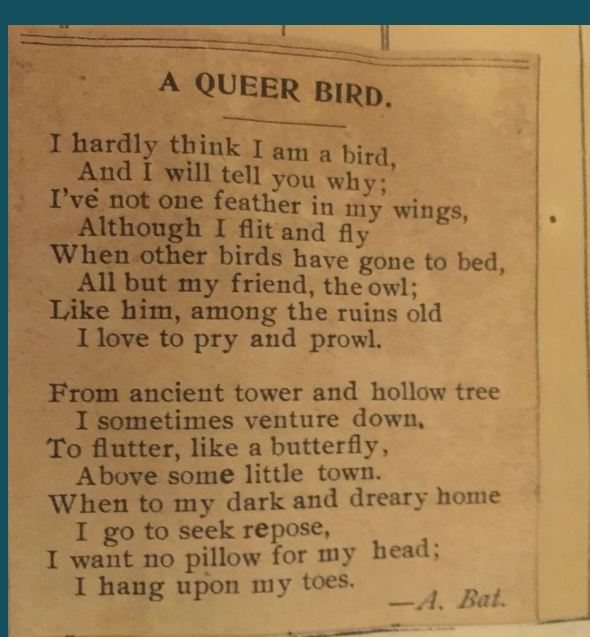 A QUEER BIRD.
I hardly think I am a bird,
And I will tell you why;
I've not one feather in my wings,
Although I flit and fly
When other birds have gone to bed,
All but my friend, the owl;
Like him, among the ruins old
I love to pry and prowl.
From ancient tower and hollow tree
I sometimes venture down,
To flutter, like a butterfly,
Above some little town.
When to my dark and dreary home
I go to seek repose,
I want no pillow for my head;
I hang upon my toes.
—A. Bat.